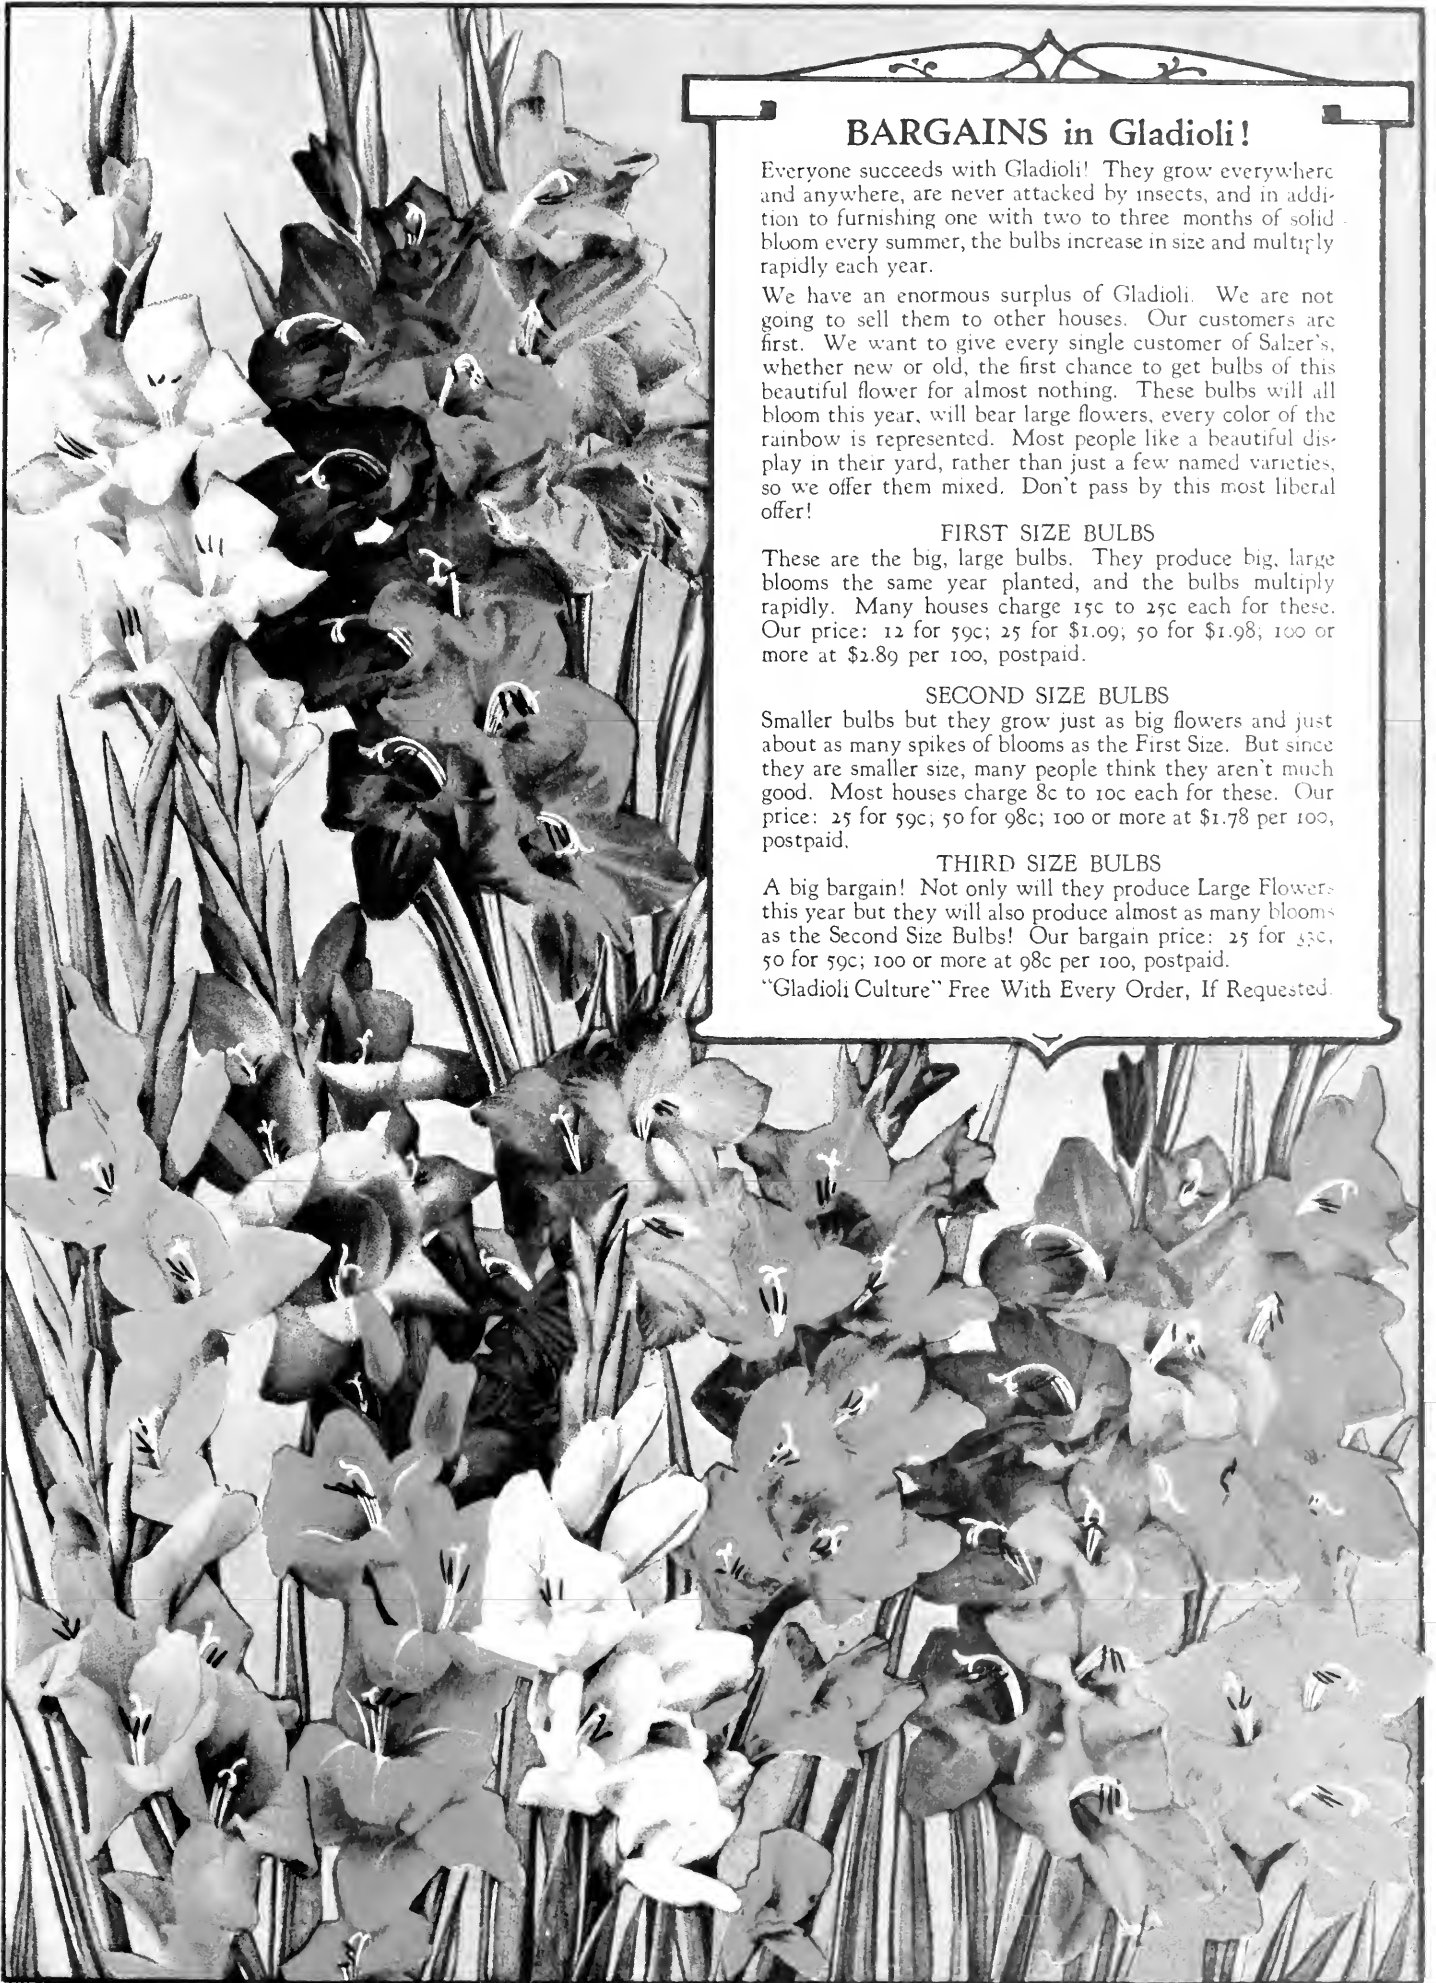 BARGAINS in Gladioli!
Everyone succeeds with Gladioli! They grow everywhere
and anywhere, are never attacked by insects, and in addi-
tion to furnishing one with two to three months of solid
bloom every summer, the bulbs increase in size and multiply
rapidly each year.
We have an enormous surplus of Gladioli. We are not
going to sell them to other houses. Our customers are
first. We want to give every single customer of Salzer's,
whether new or old, the first chance to get bulbs of this
beautiful flower for almost nothing. These bulbs will all
bloom this year, will bear large flowers, every color of the
rainbow is represented. Most people like a beautiful dis-
play in their yard, rather than just a few named varieties,
so we offer them mixed. Don't pass by this most liberal
offer!
FIRST SIZE BULBS
These are the big, large bulbs. They produce big, large
blooms the same year planted, and the bulbs multiply
rapidly. Many houses charge 15c to 25c each for these.
Our price: 12 for 59c; 25 for $1.09; 50 for $1.98; 100 or
more at $2.89 per 100, postpaid.
SECOND SIZE BULBS
Smaller bulbs but they grow just as big flowers and just
about as many spikes of blooms as the First Size. But since
they are smaller size, many people think they aren't much
good. Most houses charge 8c to 10c each for these. Our
price: 25 for 59c; 50 for 98c; 100 or more at $1.78 per 100,
postpaid.
THIRD SIZE BULBS
A big bargain! Not only will they produce Large Flowers
this year but they will also produce almost as many blooms
as the Second Size Bulbs! Our bargain price: 25 for
50 for 59c; 100 or more at 98c per 100, postpaid.
"Gladioli Culture" Free With Every Order, If Requested.